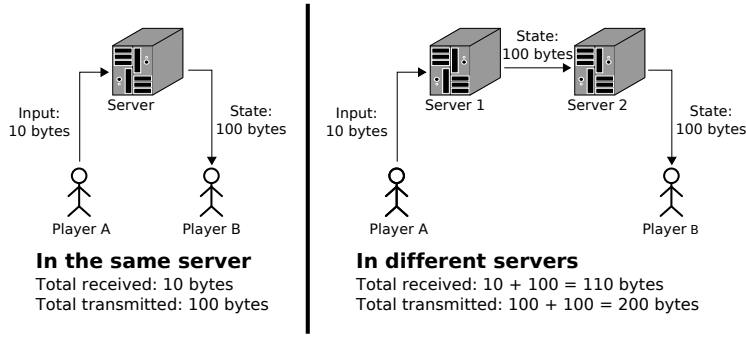 Server
Input:
10 bytes
State:
100 bytes
Player A
Player B
In the same server
Total received: 10 bytes
Total transmitted: 100 bytes
State:
100 bytes
Server 1
Server 2
Input:
10 bytes
State:
100 bytes
Player A
Player B
In different servers
Total received: 10 + 100 = 110 bytes
Total transmitted: 100 + 100 = 200 bytes